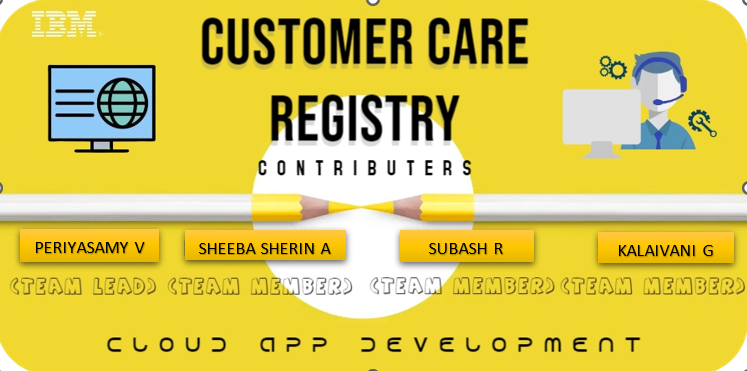 IBM
CUSTOMER CARE
REGISTRY
CONTRIBUTERS
PERIYASAMY V
SHEEBA SHERIN A
SUBASH R
KALAIVANI G
(TEAM LEAD)
(TEAM MEMBER)
(TEAM MEMBER)
(TEAM MEMBER)
CLOUD APP DEVELOPMENT